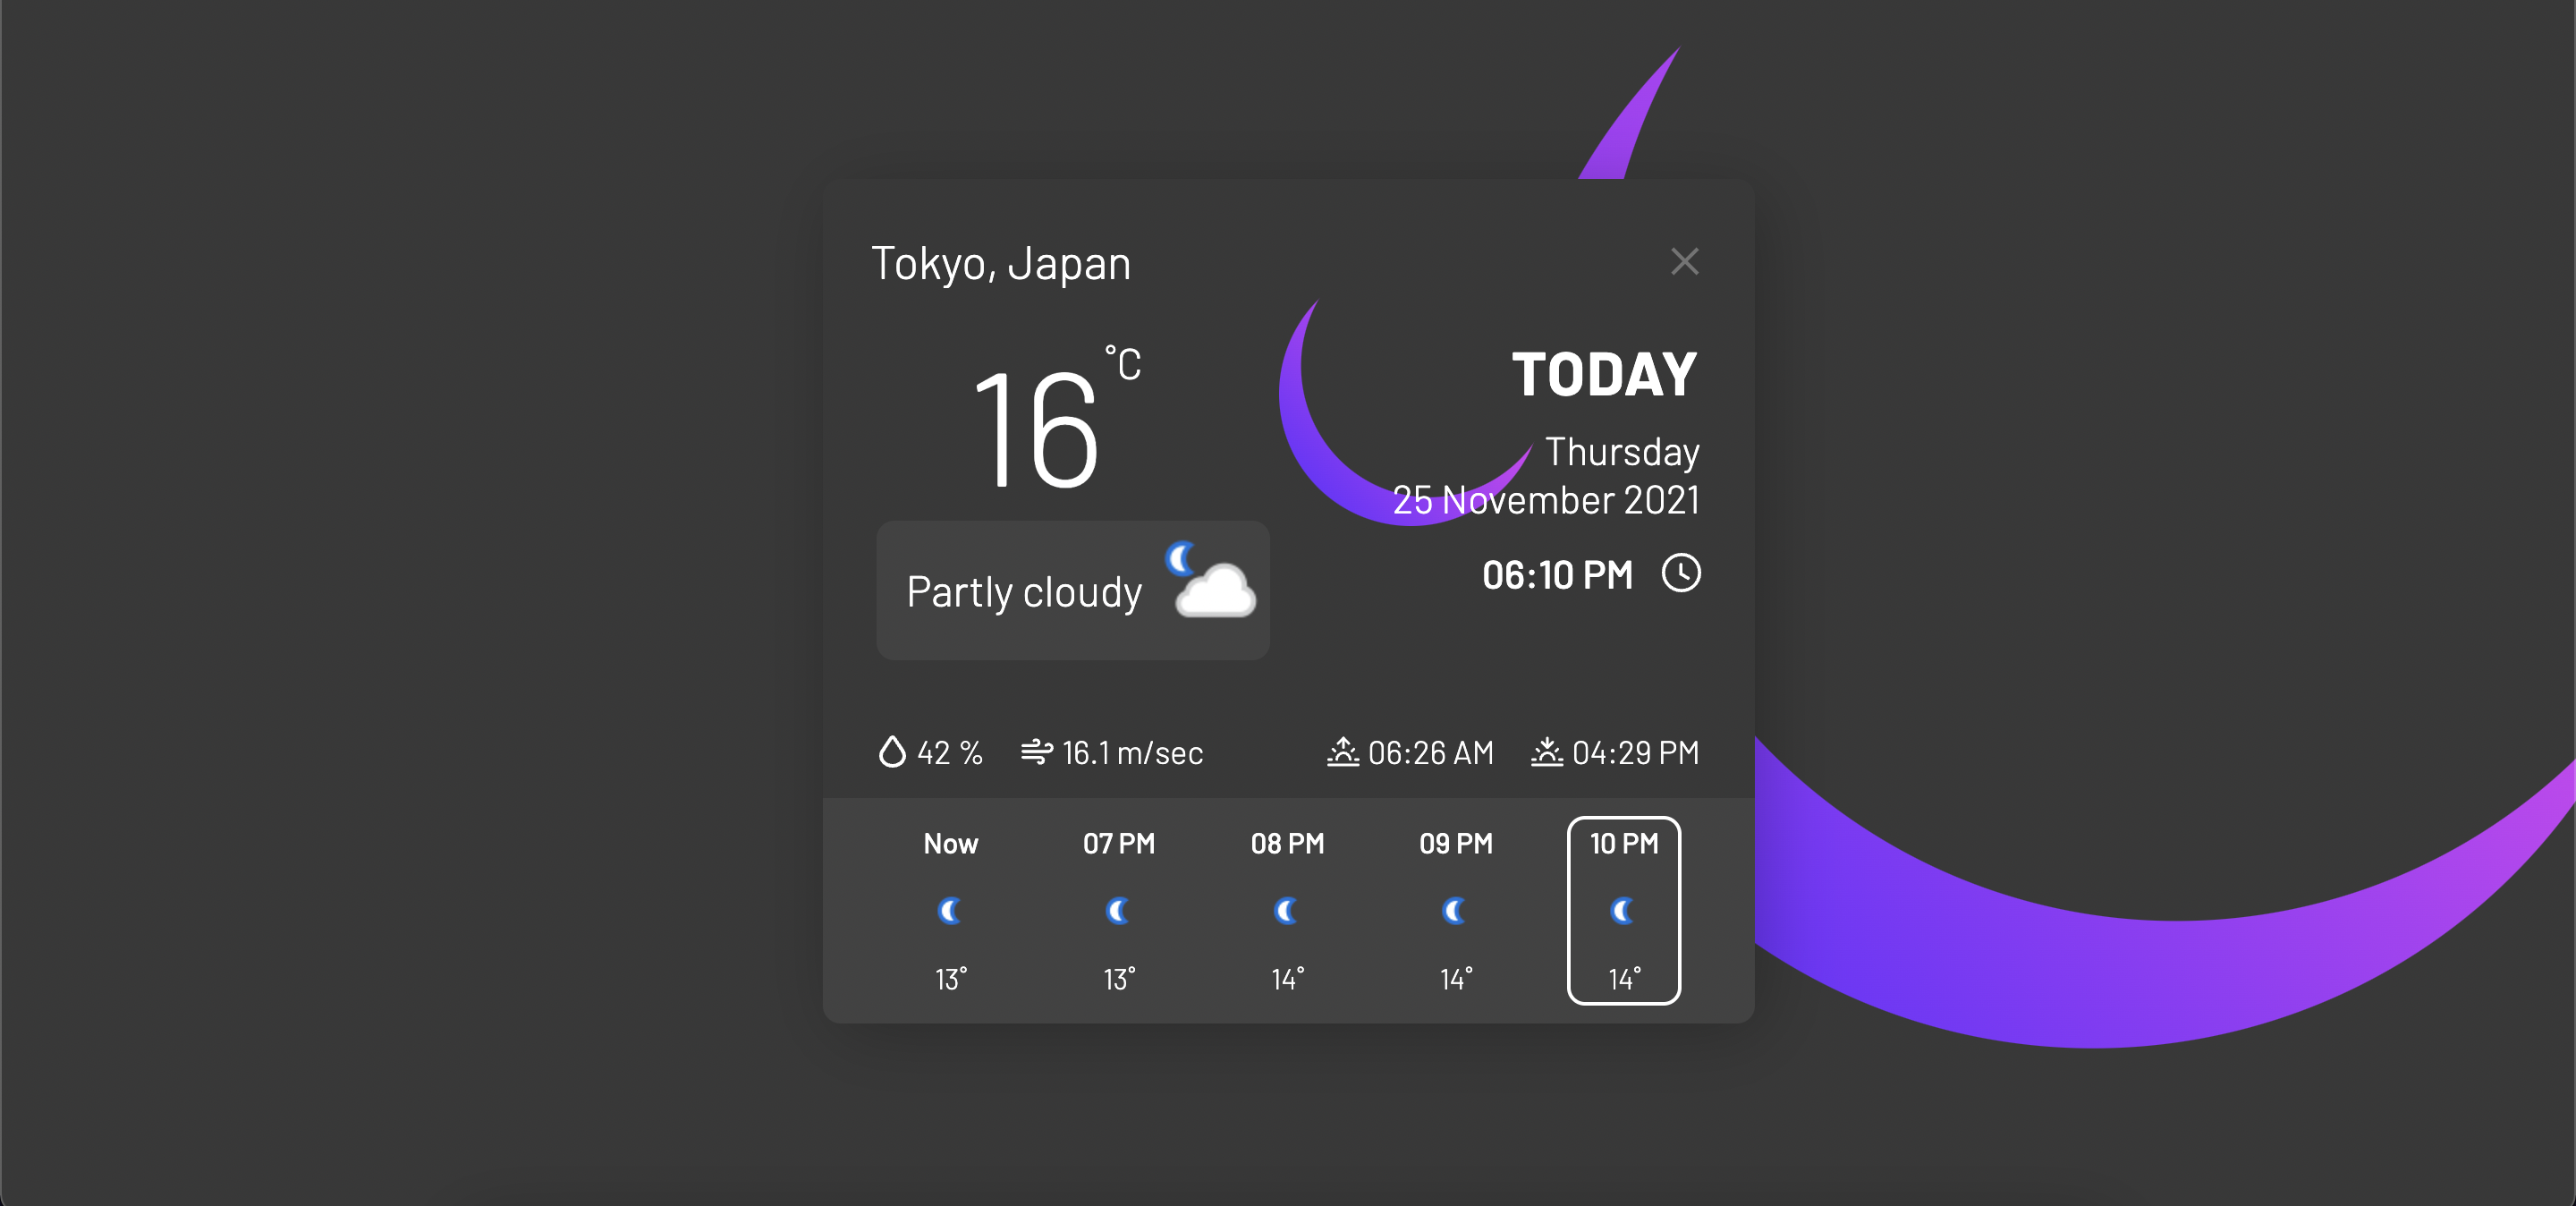 Tokyo, Japan
16 °C
Partly cloudy
TODAY
Thursday
25 November 2021
06:10 PM
42 %
16.1 m/sec
06:26 AM
04:29 PM
Now
07 PM
08 PM
09 PM
10 PM
13°
13°
14°
14°
14°